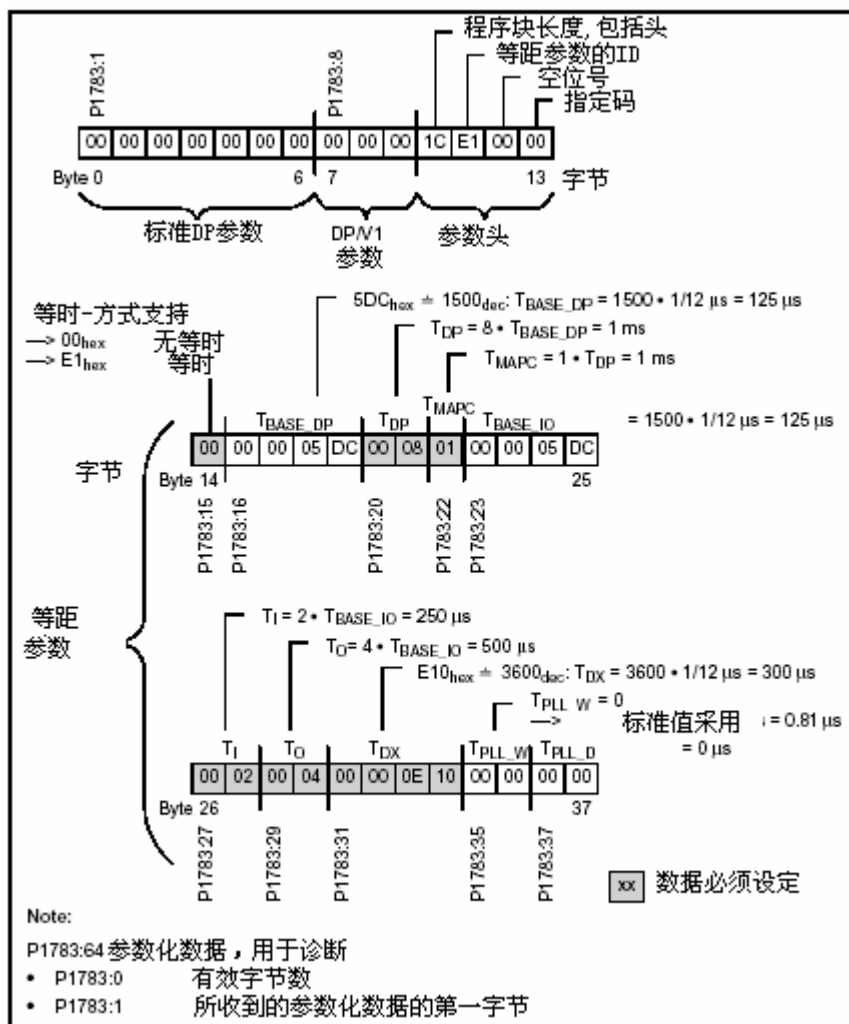 程序块长度, 包括头
等距参数的ID
空位号
指定码
P1783:1
P1783:8
00 00 00 00 00 00 00 00 00 00 1C E1 00 00
Byte 0 6 7 13 字节
标准DP参数
DP/V1
参数
参数头
5DChex ≐ 1500dec: TBASE_DP = 1500 • 1/12 µs = 125 µs
等时-方式支持
—> 00hex 无等时
—> E1hex 等时
TDP = 8 • TBASE_DP = 1 ms
TMAPC = 1 • TDP = 1 ms
TBASE_DP TDP TMAPC TBASE_IO = 1500 • 1/12 µs = 125 µs
00 00 00 05 DC 00 08 01 00 00 05 DC
字节
Byte 14 25
P1783:15
P1783:16
P1783:20
P1783:22
P1783:23
等距
参数
TI = 2 • TBASE_IO = 250 µs
TO = 4 • TBASE_IO = 500 µs
E10hex ≐ 3600dec: TDX = 3600 • 1/12 µs = 300 µs
TPLL_W = 0
—> 标准值采用 = 0.81 µs
= 0 µs
TI TO TDX TPLL_W TPLL_D
00 02 00 04 00 00 0E 10 00 00 00 00
Byte 26 37
P1783:27
P1783:29
P1783:31
P1783:35
P1783:37
xx 数据必须设定
Note:
P1783:64 参数化数据，用于诊断
• P1783:0 有效字节数
• P1783:1 所收到的参数化数据的第一字节